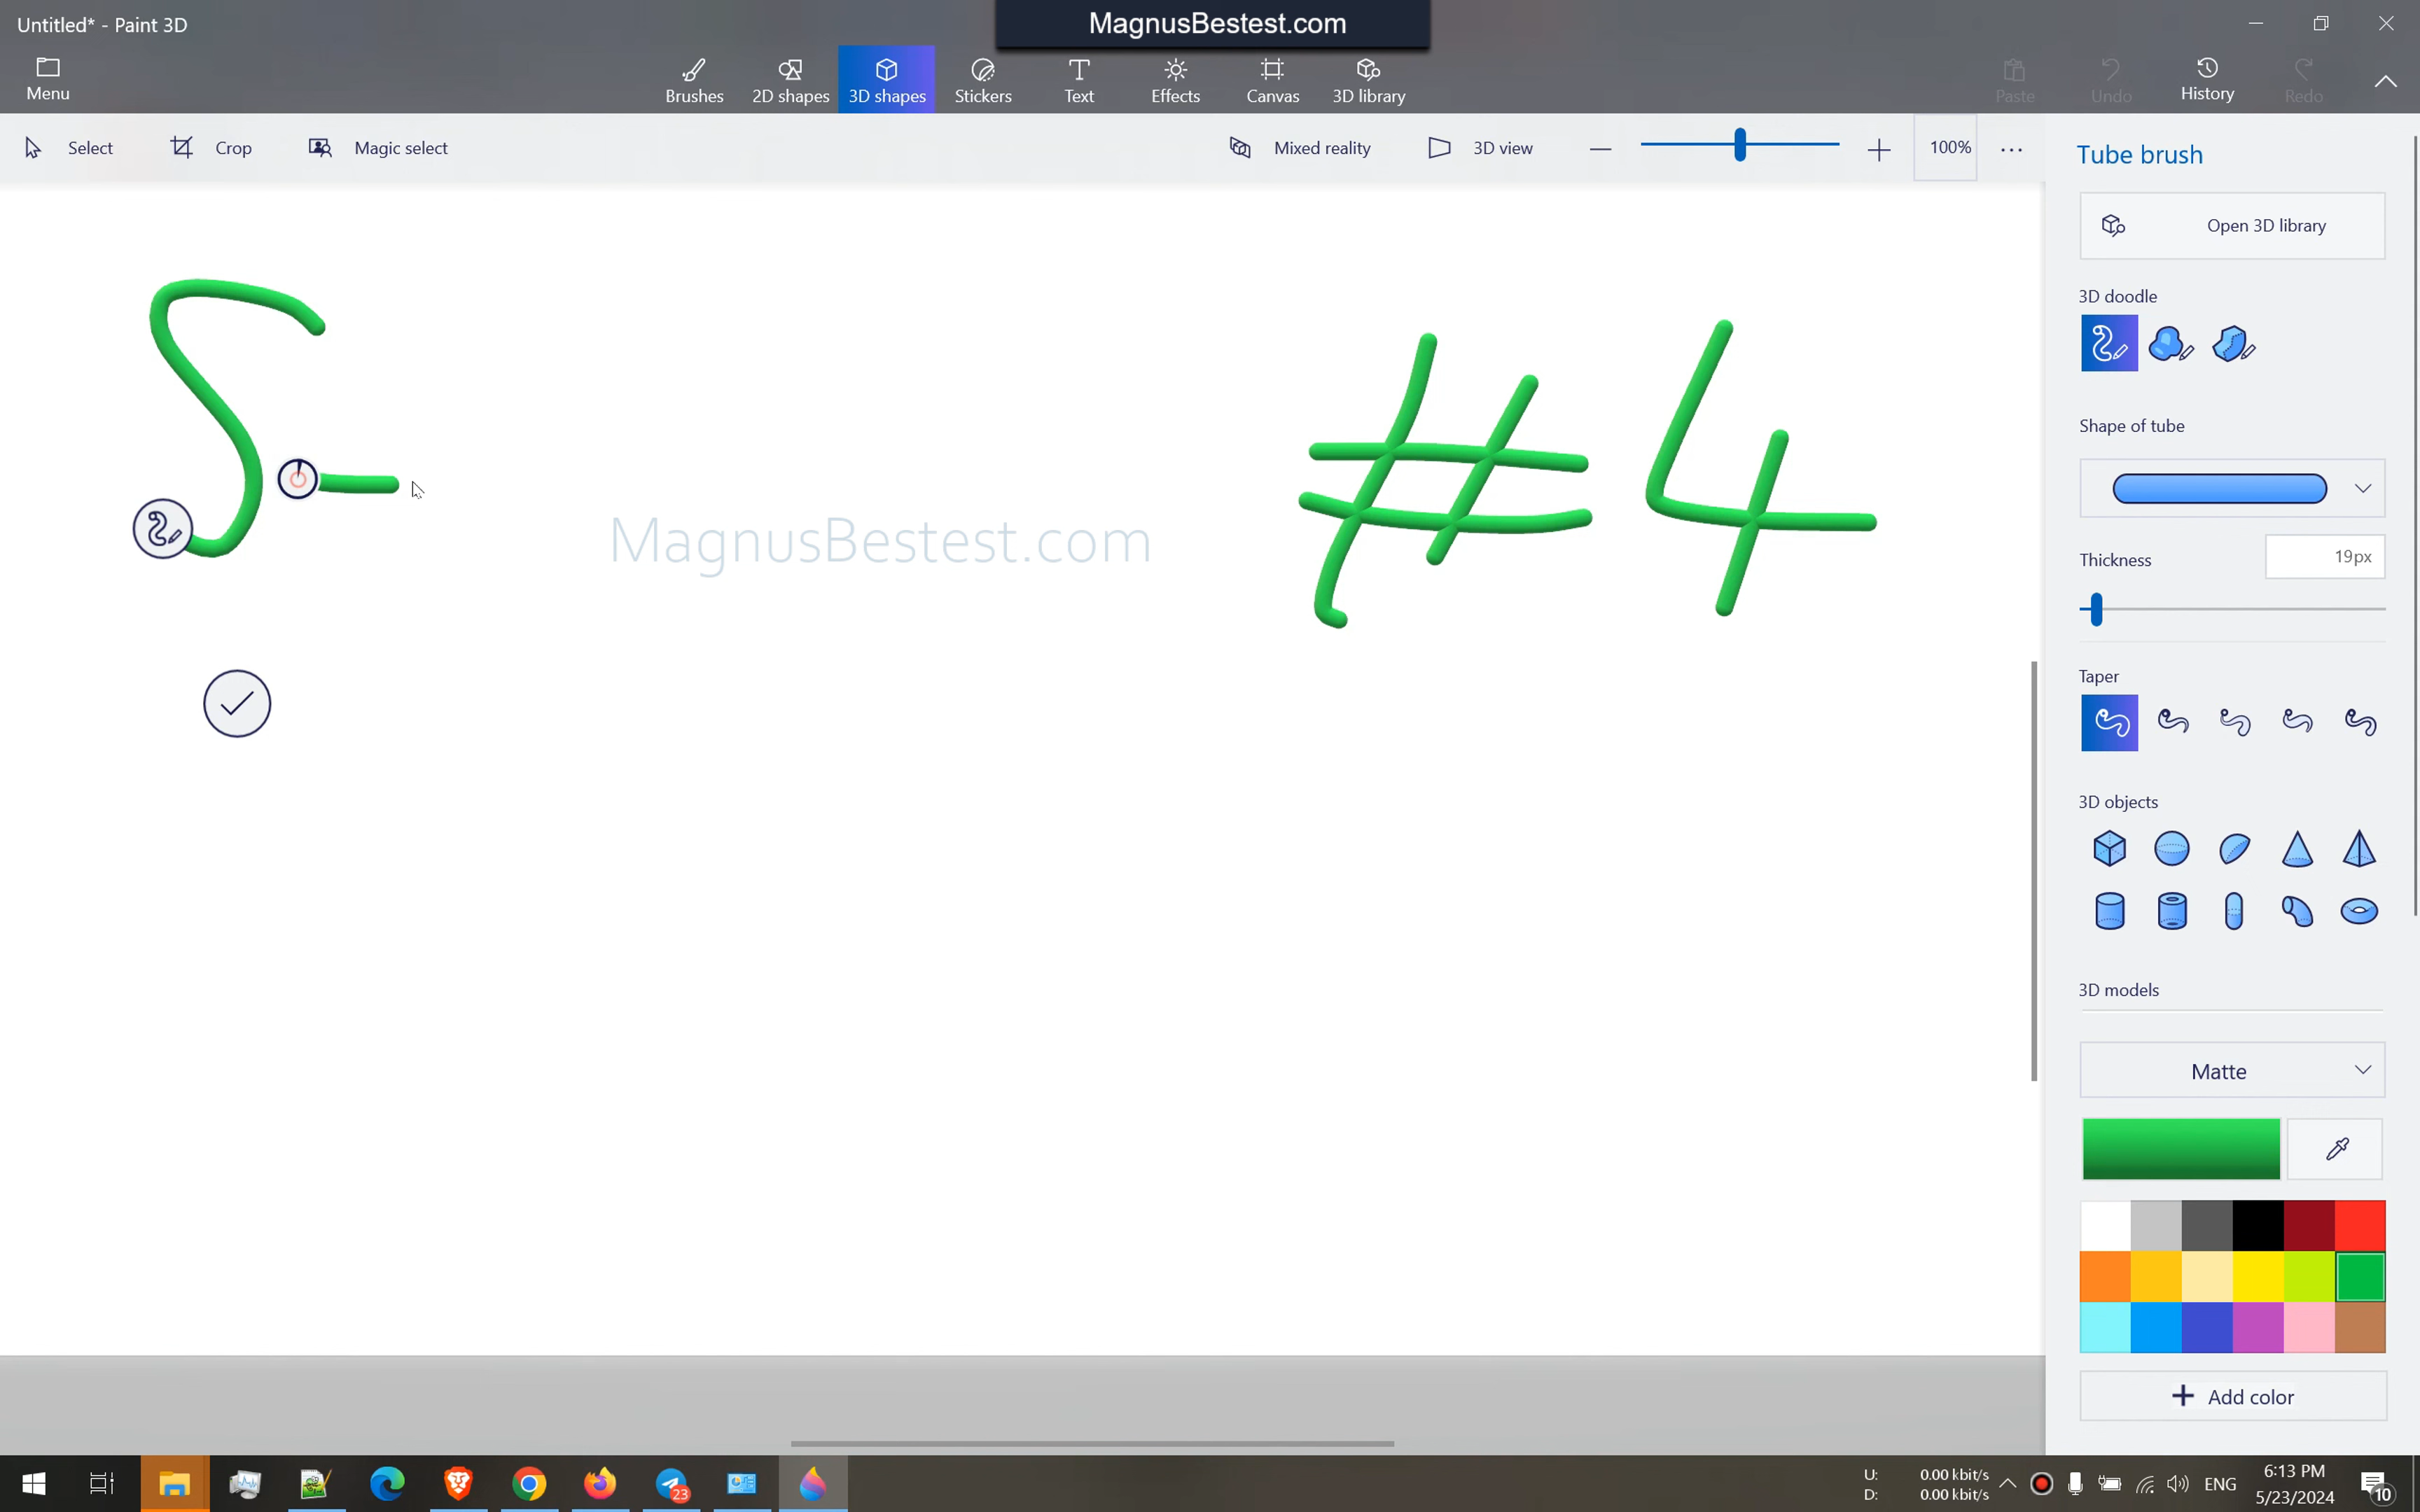 Untitled* - Paint 3D
MagnusBestest.com
Menu
Brushes
2D shapes
3D shapes
Stickers
Text
Effects
Canvas
3D library
Paste
Undo
History
Redo
Select
Crop
Magic select
Mixed reality
3D view
100%
Tube brush
Open 3D library
3D doodle
Shape of tube
Thickness
19px
Taper
3D objects
3D models
Matte
Add color
S
#4
MagnusBestest.com
23
U: 0.00 kbit/s
D: 0.00 kbit/s
ENG
6:13 PM
5/23/2024
10